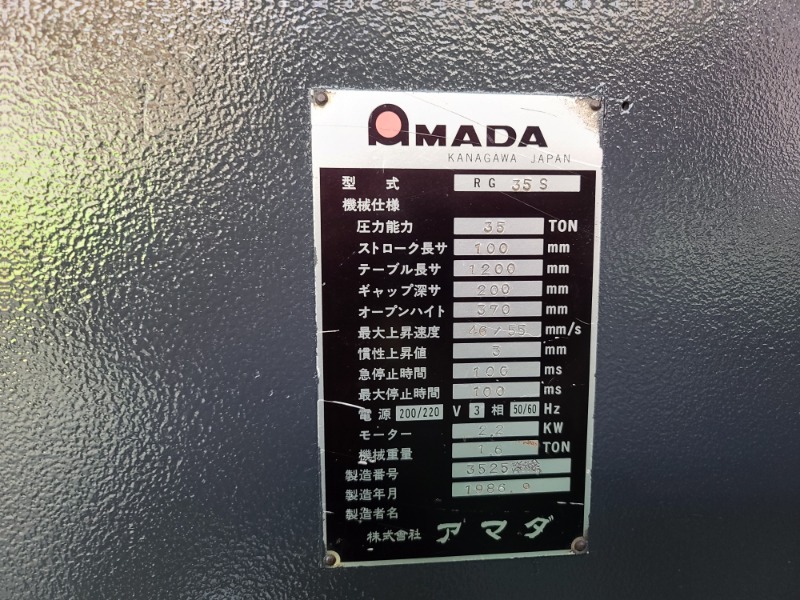 AMADA
KANAGAWA JAPAN
型 式 RG 35 S
機械仕様
圧力能力 35 TON
ストローク長サ 100 mm
テーブル長サ 1200 mm
ギャップ深サ 200 mm
オープンハイト 370 mm
最大上昇速度 46/55 mm/s
慣性上昇値 3 mm
急停止時間 100 ms
最大停止時間 100 ms
電源 200/220 V 3 相 50/60 Hz
モーター 2.2 KW
機械重量 1.6 TON
製造番号 3525
製造年月 1986.9
製造者名
株式會社 アマダ